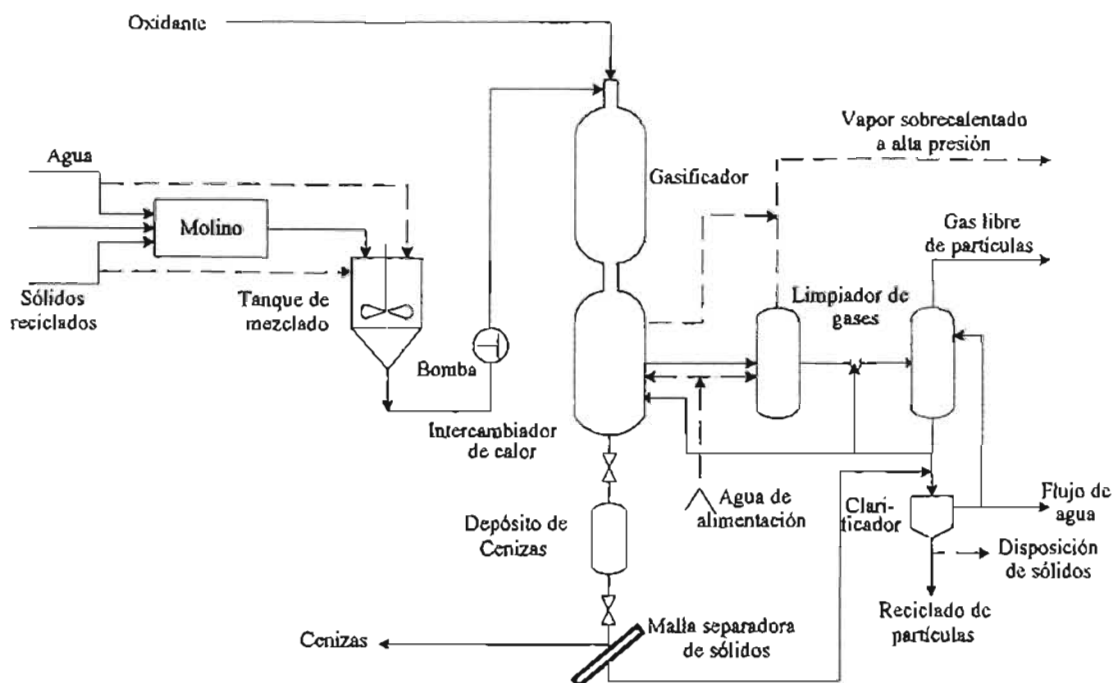 Oxidante
Vapor sobrecalentado
a alta presión
Agua
Gasificador
Molino
Gas libre
de partículas
Sólidos
reciclados
Tanque de
mezclado
Limpiador de
gases
Bomba
Intercambiador
de calor
Agua de
alimentación
Clari-
ficador
Flujo de
agua
Depósito de
Cenizas
Disposición
de sólidos
Reciclado de
partículas
Cenizas
Malla separadora
de sólidos